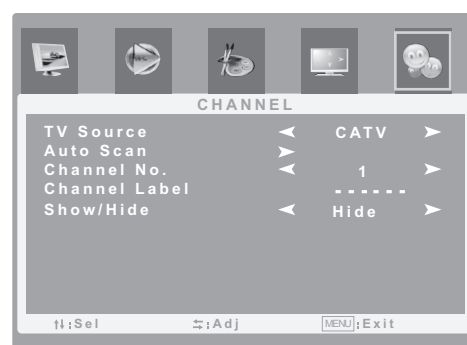 CHANNEL
TV Source ◄ CATV ►
Auto Scan ►
Channel No. ◄ 1 ►
Channel Label ------
Show/Hide ◄ Hide ►
↑↓:Sel ⇆:Adj MENU:Exit